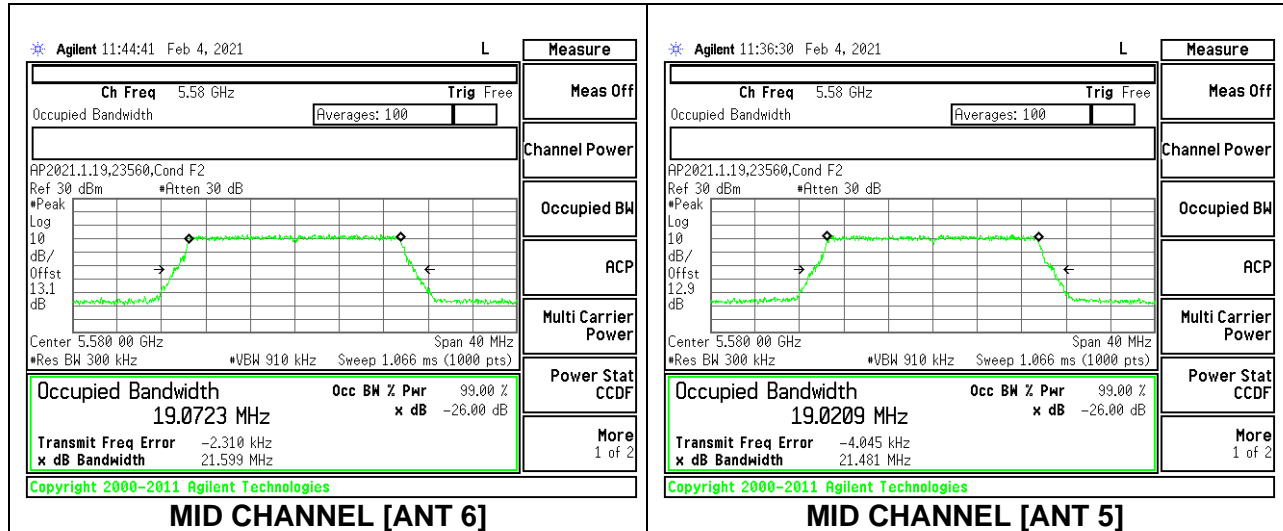 Agilent 11:44:41 Feb 4, 2021 L
Measure
Ch Freq 5.58 GHz Trig Free
Occupied Bandwidth Averages: 100
AP2021.1.19,23560,Cond F2
Ref 30 dBm #Atten 30 dB
#Peak
Log
10
dB/
Offst
13.1
dB
Center 5.580 00 GHz Span 40 MHz
#Res BW 300 kHz #VBW 910 kHz Sweep 1.066 ms (1000 pts)
Occupied Bandwidth Occ BW % Pwr 99.00 %
19.0723 MHz x dB -26.00 dB
Transmit Freq Error -2.310 kHz
x dB Bandwidth 21.599 MHz
Copyright 2000-2011 Agilent Technologies
Meas Off
Channel Power
Occupied BW
ACP
Multi Carrier
Power
Power Stat
CCDF
More
1 of 2
MID CHANNEL [ANT 6]
Agilent 11:36:30 Feb 4, 2021 L
Measure
Ch Freq 5.58 GHz Trig Free
Occupied Bandwidth Averages: 100
AP2021.1.19,23560,Cond F2
Ref 30 dBm #Atten 30 dB
#Peak
Log
10
dB/
Offst
12.9
dB
Center 5.580 00 GHz Span 40 MHz
#Res BW 300 kHz #VBW 910 kHz Sweep 1.066 ms (1000 pts)
Occupied Bandwidth Occ BW % Pwr 99.00 %
19.0209 MHz x dB -26.00 dB
Transmit Freq Error -4.045 kHz
x dB Bandwidth 21.481 MHz
Copyright 2000-2011 Agilent Technologies
Meas Off
Channel Power
Occupied BW
ACP
Multi Carrier
Power
Power Stat
CCDF
More
1 of 2
MID CHANNEL [ANT 5]